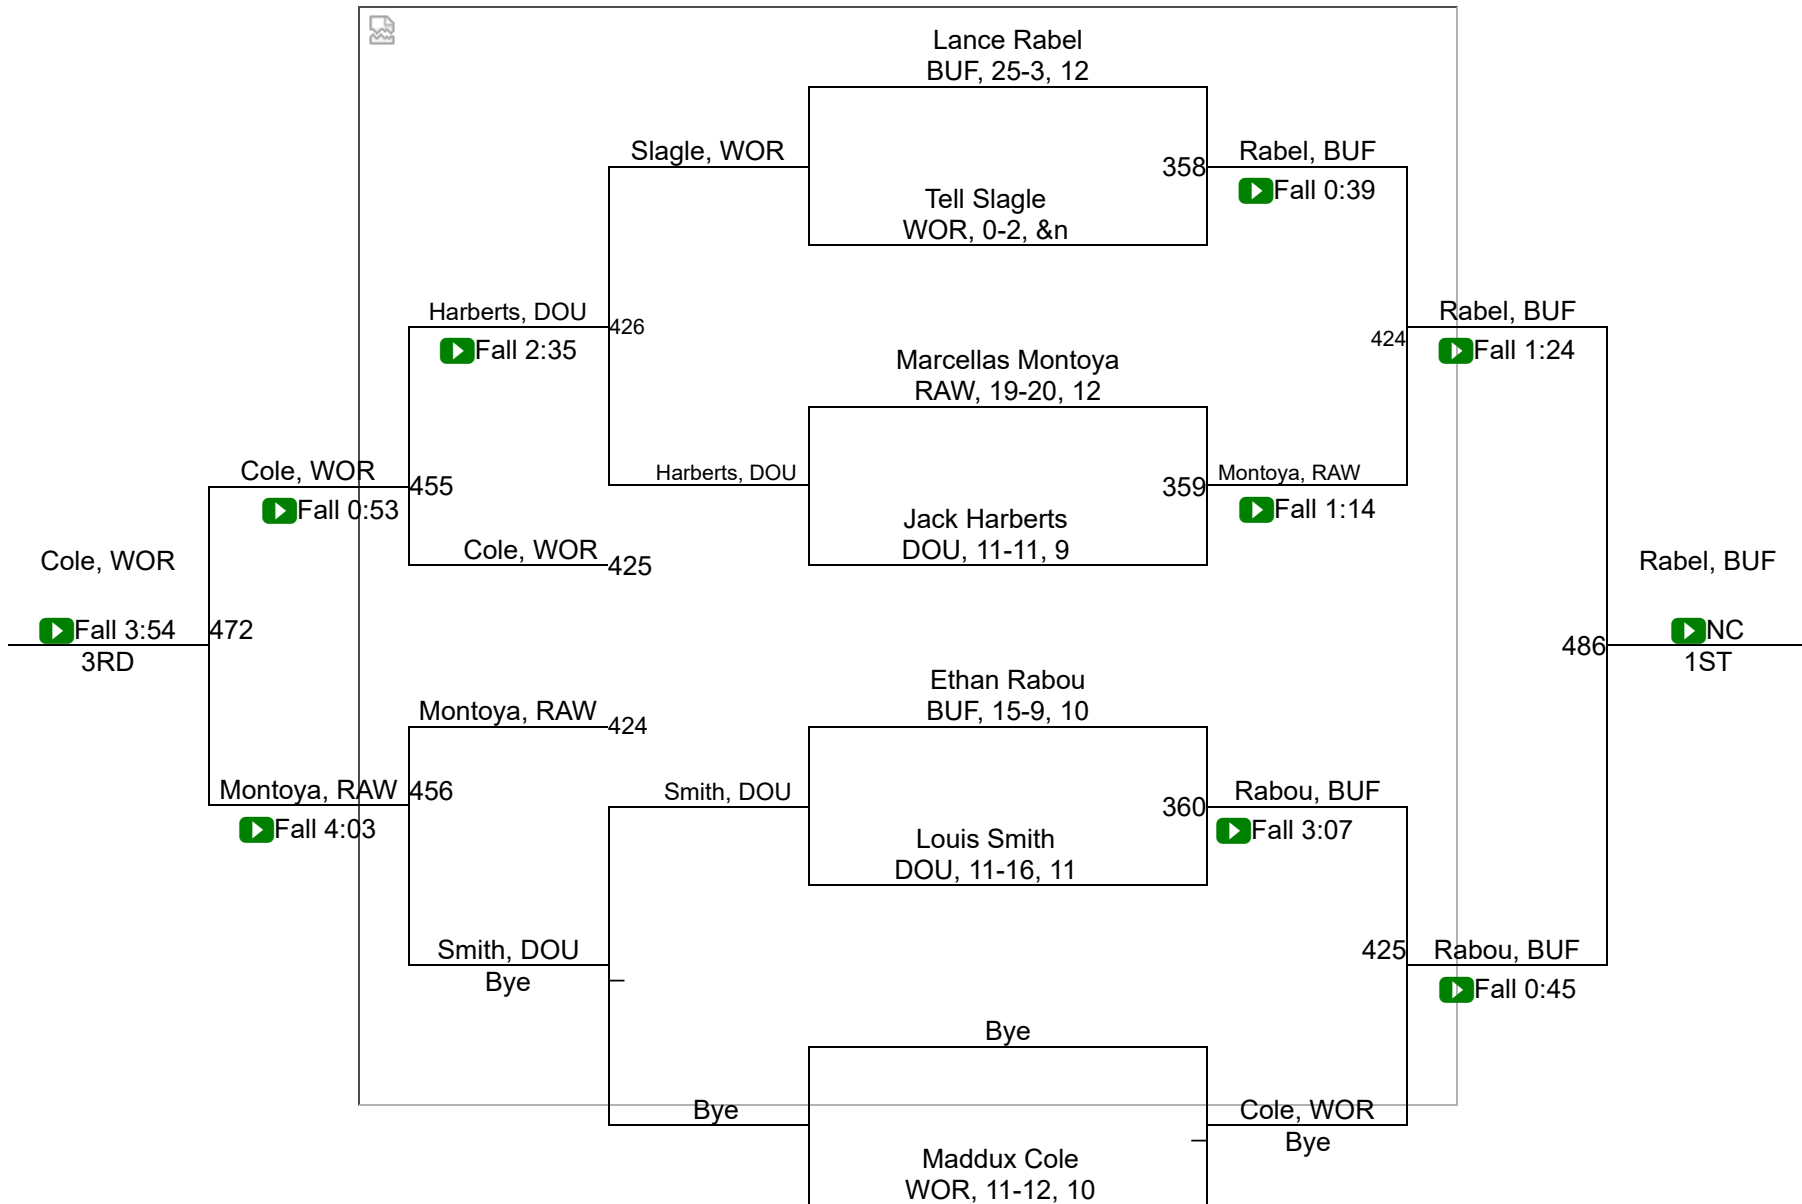 Lance Rabel
BUF, 25-3, 12
Slagle, WOR
358
Rabel, BUF
Fall 0:39
Tell Slagle
WOR, 0-2, &n
Harberts, DOU
426
Fall 2:35
424
Rabel, BUF
Fall 1:24
Marcellas Montoya
RAW, 19-20, 12
Cole, WOR
455
Fall 0:53
Harberts, DOU
359
Montoya, RAW
Fall 1:14
Jack Harberts
DOU, 11-11, 9
Cole, WOR
425
Cole, WOR
Fall 3:54
472
3RD
Rabel, BUF
486
NC
1ST
Ethan Rabou
BUF, 15-9, 10
Montoya, RAW
424
Montoya, RAW
456
Fall 4:03
Smith, DOU
360
Rabou, BUF
Fall 3:07
Louis Smith
DOU, 11-16, 11
Smith, DOU
Bye
425
Rabou, BUF
Fall 0:45
Bye
Bye
Cole, WOR
Bye
Maddux Cole
WOR, 11-12, 10